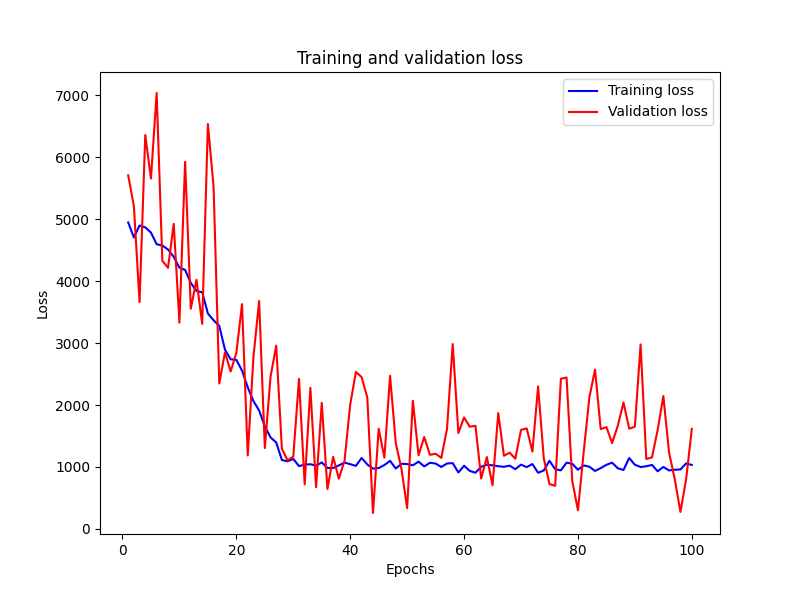 Training and validation loss
Training loss
Validation loss
7000
6000
5000
4000
3000
2000
1000
0
Loss
0 20 40 60 80 100
Epochs